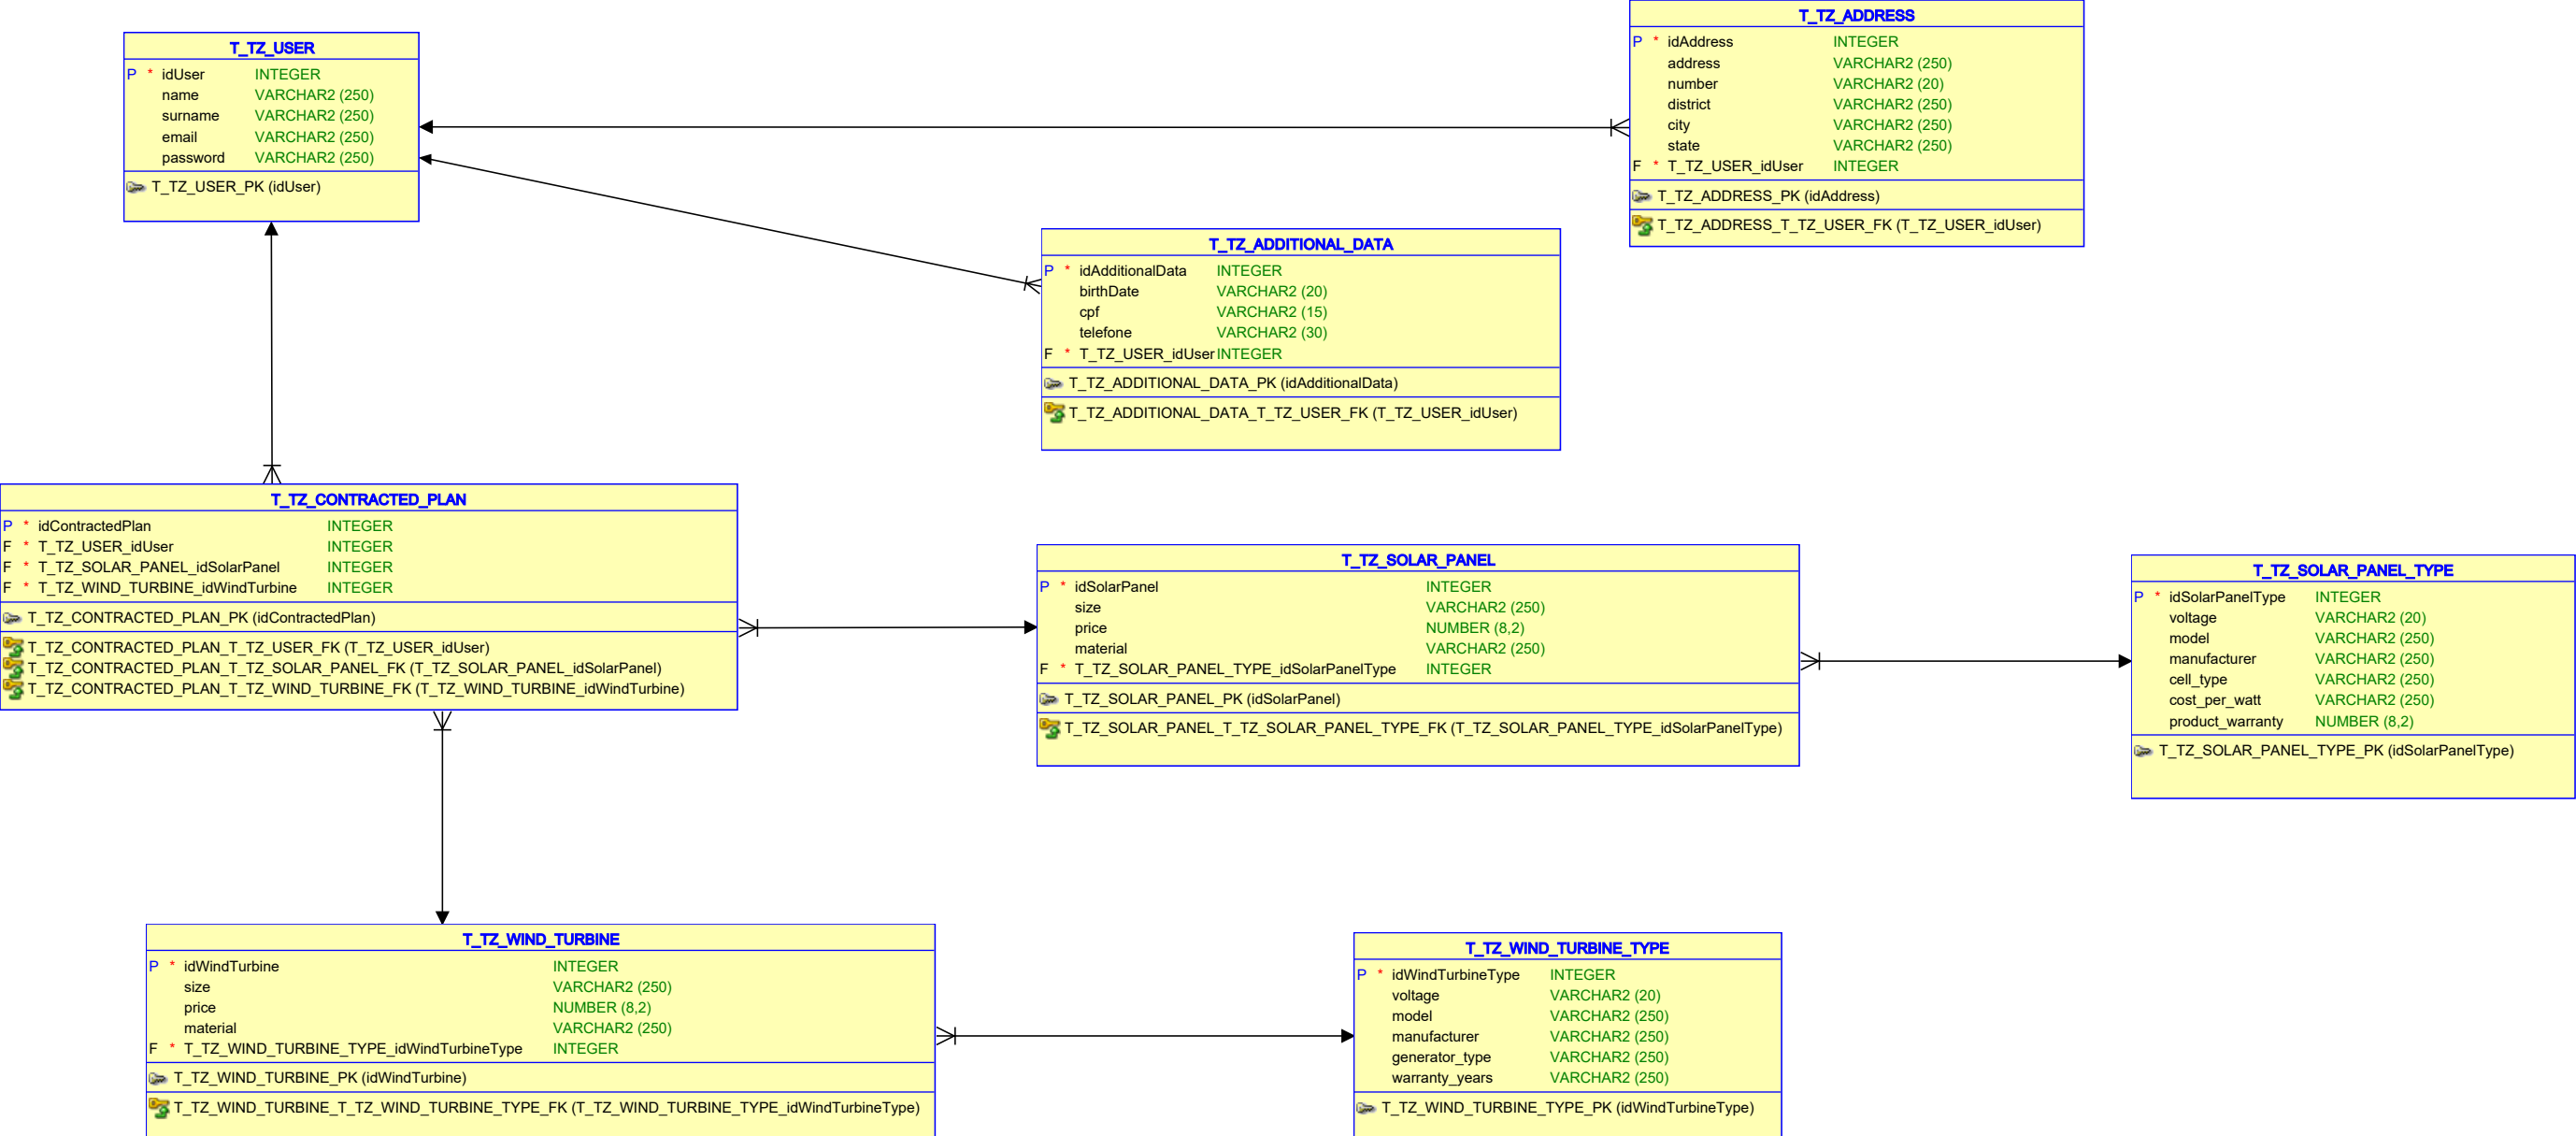 T_TZ_USER
P * idUser INTEGER
name VARCHAR2 (250)
surname VARCHAR2 (250)
email VARCHAR2 (250)
password VARCHAR2 (250)
T_TZ_USER_PK (idUser)
T_TZ_ADDRESS
P * idAddress INTEGER
address VARCHAR2 (250)
number VARCHAR2 (20)
district VARCHAR2 (250)
city VARCHAR2 (250)
state VARCHAR2 (250)
F * T_TZ_USER_idUser INTEGER
T_TZ_ADDRESS_PK (idAddress)
T_TZ_ADDRESS_T_TZ_USER_FK (T_TZ_USER_idUser)
T_TZ_ADDITIONAL_DATA
P * idAdditionalData INTEGER
birthDate VARCHAR2 (20)
cpf VARCHAR2 (15)
telefone VARCHAR2 (30)
F * T_TZ_USER_idUser INTEGER
T_TZ_ADDITIONAL_DATA_PK (idAdditionalData)
T_TZ_ADDITIONAL_DATA_T_TZ_USER_FK (T_TZ_USER_idUser)
T_TZ_CONTRACTED_PLAN
P * idContractedPlan INTEGER
F * T_TZ_USER_idUser INTEGER
F * T_TZ_SOLAR_PANEL_idSolarPanel INTEGER
F * T_TZ_WIND_TURBINE_idWindTurbine INTEGER
T_TZ_CONTRACTED_PLAN_PK (idContractedPlan)
T_TZ_CONTRACTED_PLAN_T_TZ_USER_FK (T_TZ_USER_idUser)
T_TZ_CONTRACTED_PLAN_T_TZ_SOLAR_PANEL_FK (T_TZ_SOLAR_PANEL_idSolarPanel)
T_TZ_CONTRACTED_PLAN_T_TZ_WIND_TURBINE_FK (T_TZ_WIND_TURBINE_idWindTurbine)
T_TZ_SOLAR_PANEL
P * idSolarPanel INTEGER
size VARCHAR2 (250)
price NUMBER (8,2)
material VARCHAR2 (250)
F * T_TZ_SOLAR_PANEL_TYPE_idSolarPanelType INTEGER
T_TZ_SOLAR_PANEL_PK (idSolarPanel)
T_TZ_SOLAR_PANEL_T_TZ_SOLAR_PANEL_TYPE_FK (T_TZ_SOLAR_PANEL_TYPE_idSolarPanelType)
T_TZ_SOLAR_PANEL_TYPE
P * idSolarPanelType INTEGER
voltage VARCHAR2 (20)
model VARCHAR2 (250)
manufacturer VARCHAR2 (250)
cell_type VARCHAR2 (250)
cost_per_watt VARCHAR2 (250)
product_warranty NUMBER (8,2)
T_TZ_SOLAR_PANEL_TYPE_PK (idSolarPanelType)
T_TZ_WIND_TURBINE
P * idWindTurbine INTEGER
size VARCHAR2 (250)
price NUMBER (8,2)
material VARCHAR2 (250)
F * T_TZ_WIND_TURBINE_TYPE_idWindTurbineType INTEGER
T_TZ_WIND_TURBINE_PK (idWindTurbine)
T_TZ_WIND_TURBINE_T_TZ_WIND_TURBINE_TYPE_FK (T_TZ_WIND_TURBINE_TYPE_idWindTurbineType)
T_TZ_WIND_TURBINE_TYPE
P * idWindTurbineType INTEGER
voltage VARCHAR2 (20)
model VARCHAR2 (250)
manufacturer VARCHAR2 (250)
generator_type VARCHAR2 (250)
warranty_years VARCHAR2 (250)
T_TZ_WIND_TURBINE_TYPE_PK (idWindTurbineType)